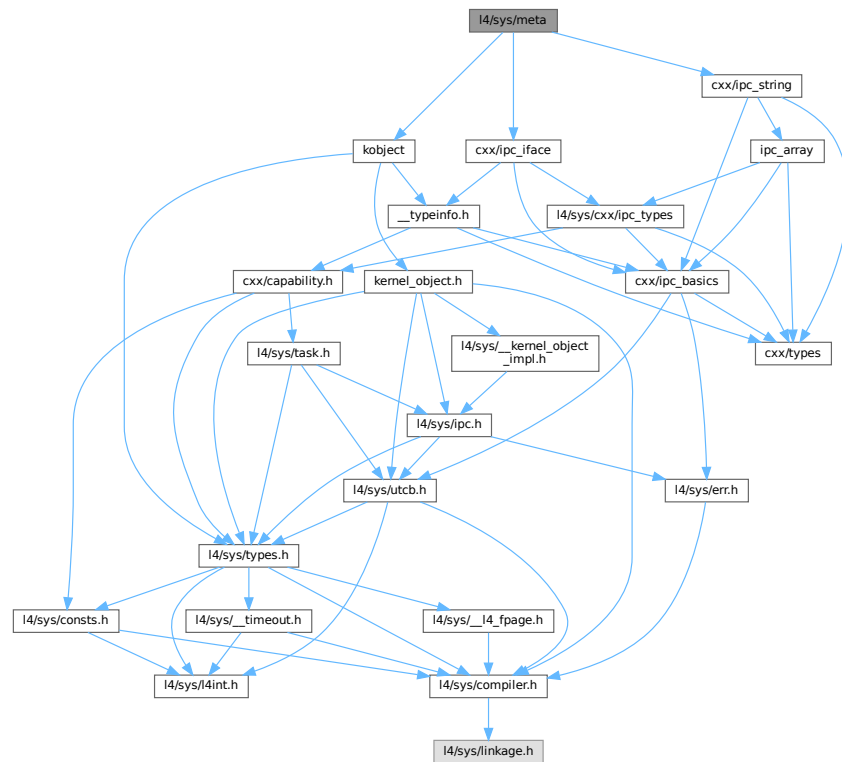 l4/sys/meta
cxx/ipc_string
kobject
cxx/ipc_iface
ipc_array
__typeinfo.h
l4/sys/cxx/ipc_types
cxx/capability.h
kernel_object.h
cxx/ipc_basics
l4/sys/task.h
l4/sys/__kernel_object
_impl.h
cxx/types
l4/sys/ipc.h
l4/sys/utcb.h
l4/sys/err.h
l4/sys/types.h
l4/sys/consts.h
l4/sys/__timeout.h
l4/sys/__l4_fpage.h
l4/sys/l4int.h
l4/sys/compiler.h
l4/sys/linkage.h